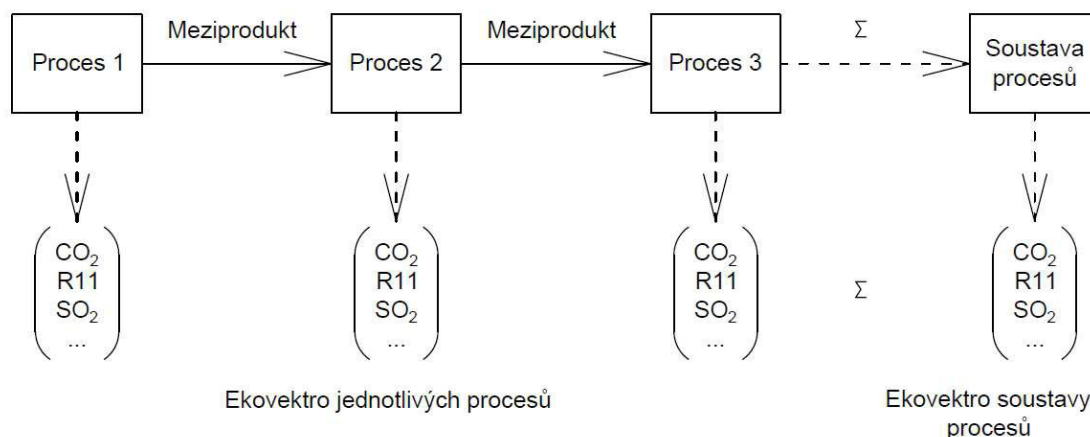 Meziprodukt
Meziprodukt
Σ
Proces 1
Proces 2
Proces 3
Soustava
procesů
CO₂
R11
SO₂
...
CO₂
R11
SO₂
...
CO₂
R11
SO₂
...
Σ
CO₂
R11
SO₂
...
Ekovektro jednotlivých procesů
Ekovektro soustavy
procesů